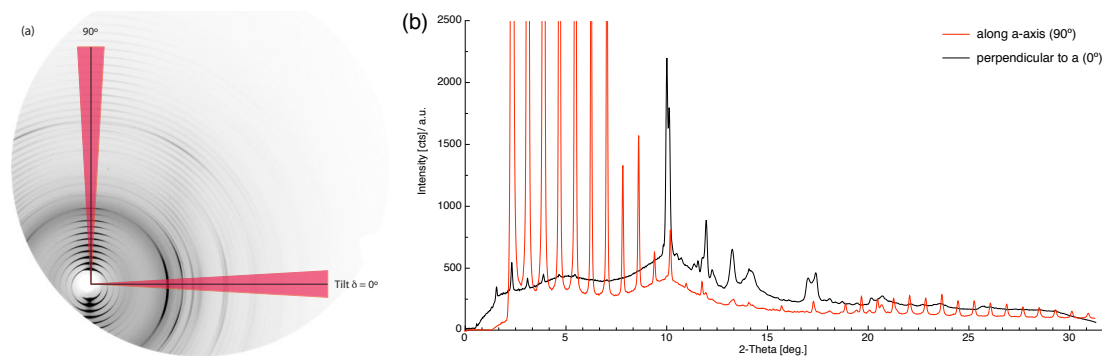 (a)
90º
Tilt δ = 0º
(b)
2500
2000
1500
1000
500
0
Intensity [cts]/ a.u.
0
5
10
15
20
25
30
2-Theta [deg.]
along a-axis (90º)
perpendicular to a (0º)